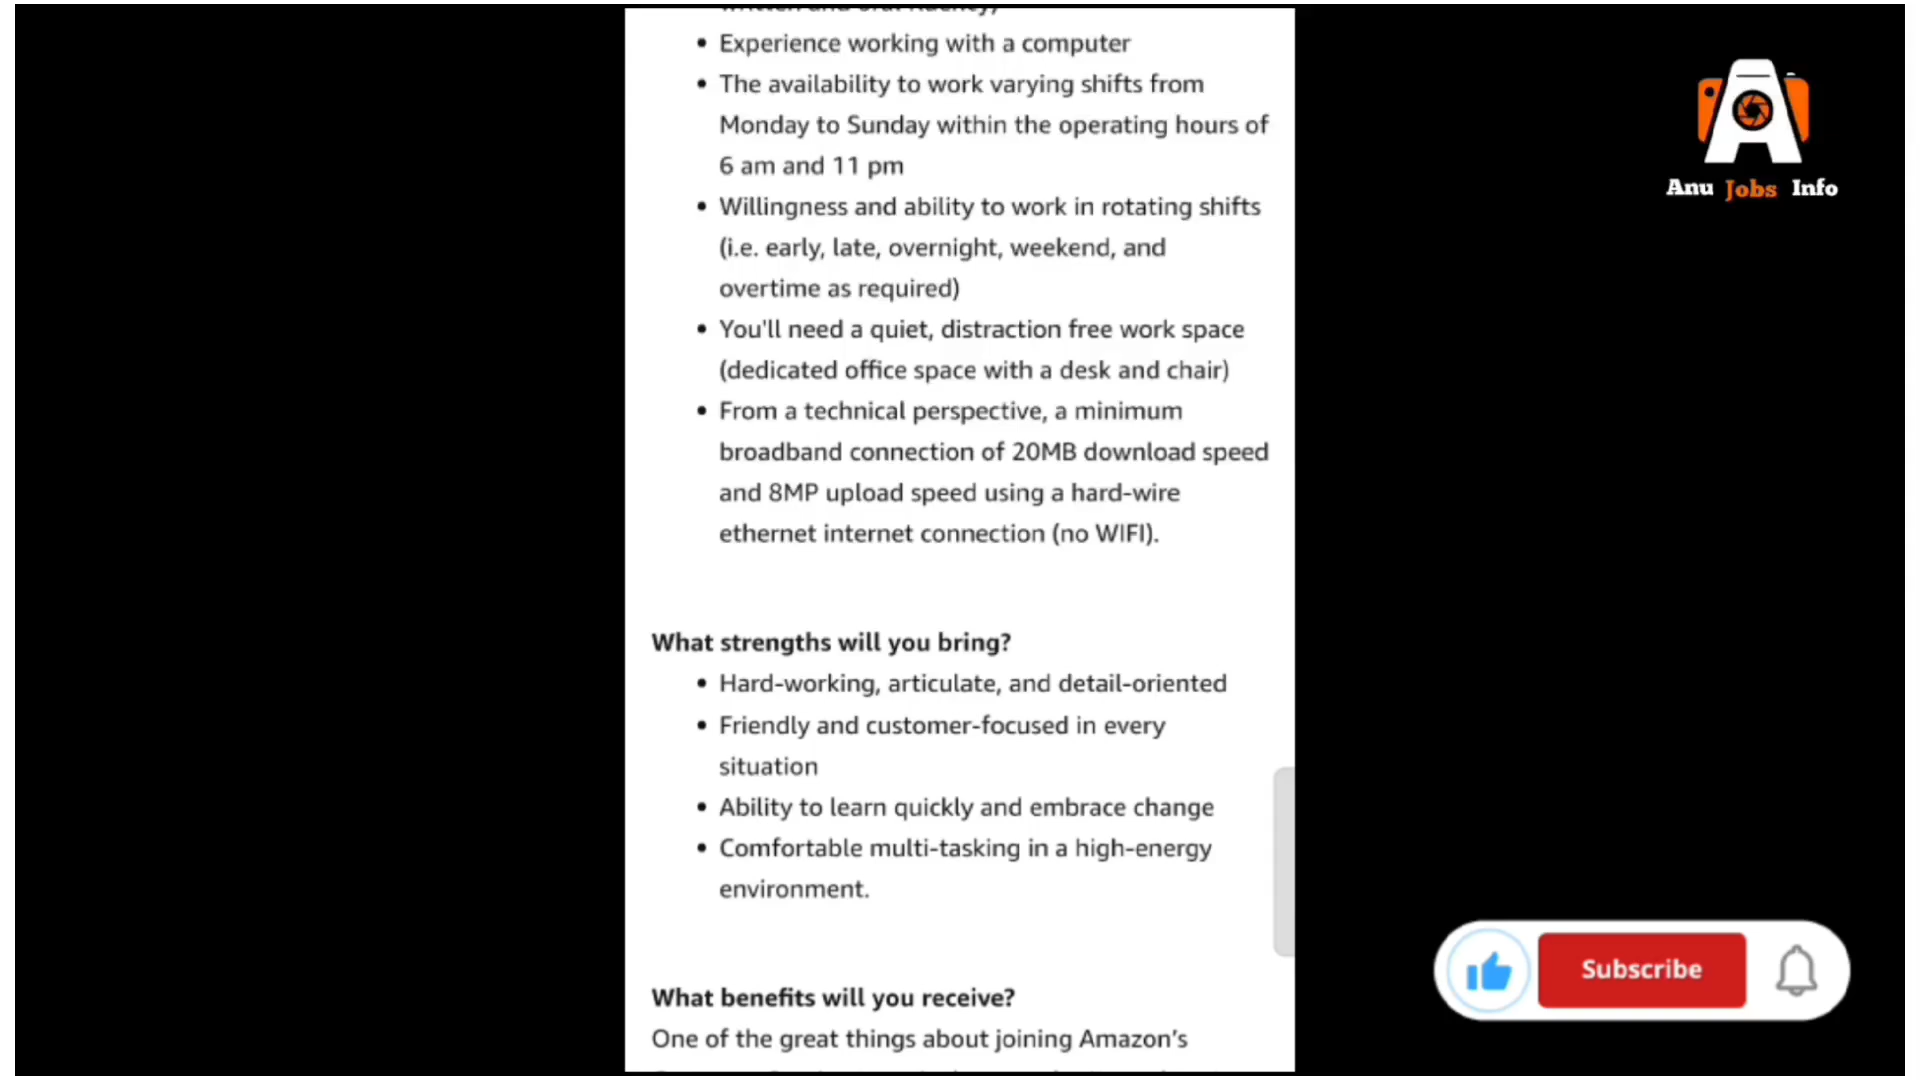 • Experience working with a computer
• The availability to work varying shifts from
Monday to Sunday within the operating hours of
6 am and 11 pm
• Willingness and ability to work in rotating shifts
(i.e. early, late, overnight, weekend, and
overtime as required)
• You'll need a quiet, distraction free work space
(dedicated office space with a desk and chair)
• From a technical perspective, a minimum
broadband connection of 20MB download speed
and 8MP upload speed using a hard-wire
ethernet internet connection (no WIFI).
What strengths will you bring?
• Hard-working, articulate, and detail-oriented
• Friendly and customer-focused in every
situation
• Ability to learn quickly and embrace change
• Comfortable multi-tasking in a high-energy
environment.
What benefits will you receive?
One of the great things about joining Amazon’s
Anu Jobs Info
Subscribe